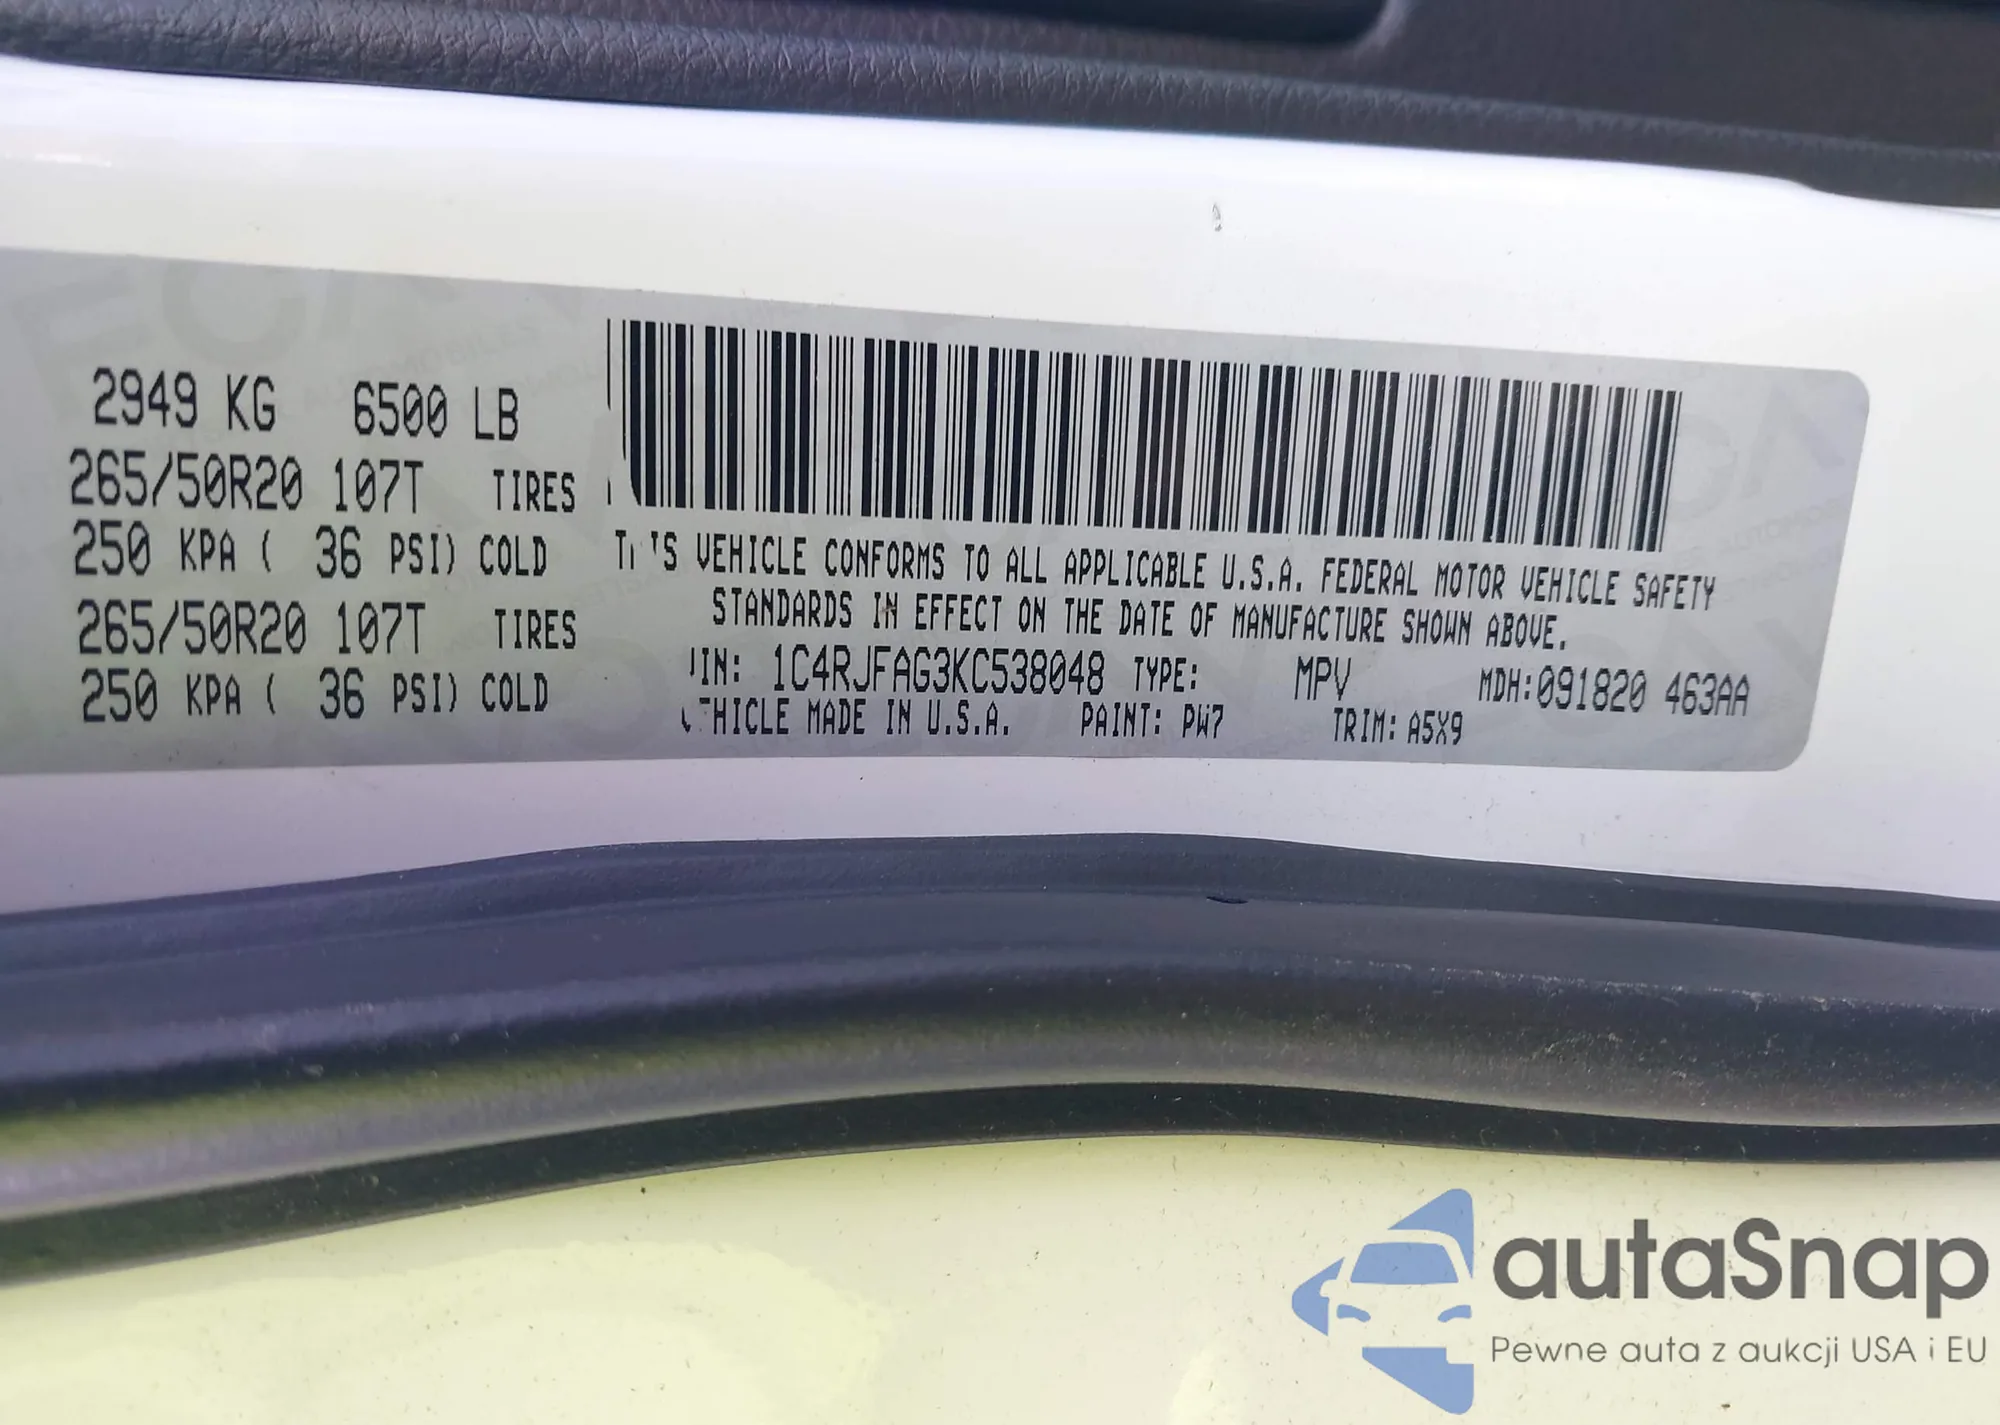 2949 KG 6500 LB
265/50R20 107T TIRES
250 KPA ( 36 PSI) COLD
265/50R20 107T TIRES
250 KPA ( 36 PSI) COLD
THIS VEHICLE CONFORMS TO ALL APPLICABLE U.S.A. FEDERAL MOTOR VEHICLE SAFETY
STANDARDS IN EFFECT ON THE DATE OF MANUFACTURE SHOWN ABOVE.
VIN: 1C4RJFAG3KC538048 TYPE: MPV MDH:091820 463AA
VEHICLE MADE IN U.S.A. PAINT: PW7 TRIM: A5X9
autaSnap
Pewne auta z aukcji USA i EU